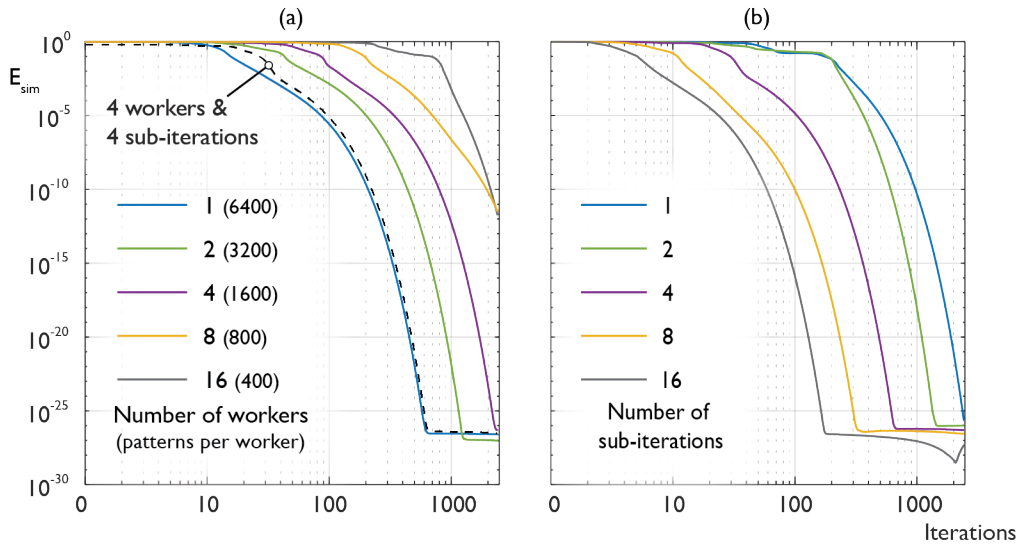 (a)
(b)
E_sim
10^0
10^-5
10^-10
10^-15
10^-20
10^-25
10^-30
4 workers &
4 sub-iterations
1 (6400)
2 (3200)
4 (1600)
8 (800)
16 (400)
Number of workers
(patterns per worker)
0 10 100 1000
1
2
4
8
16
Number of
sub-iterations
0 10 100 1000
Iterations